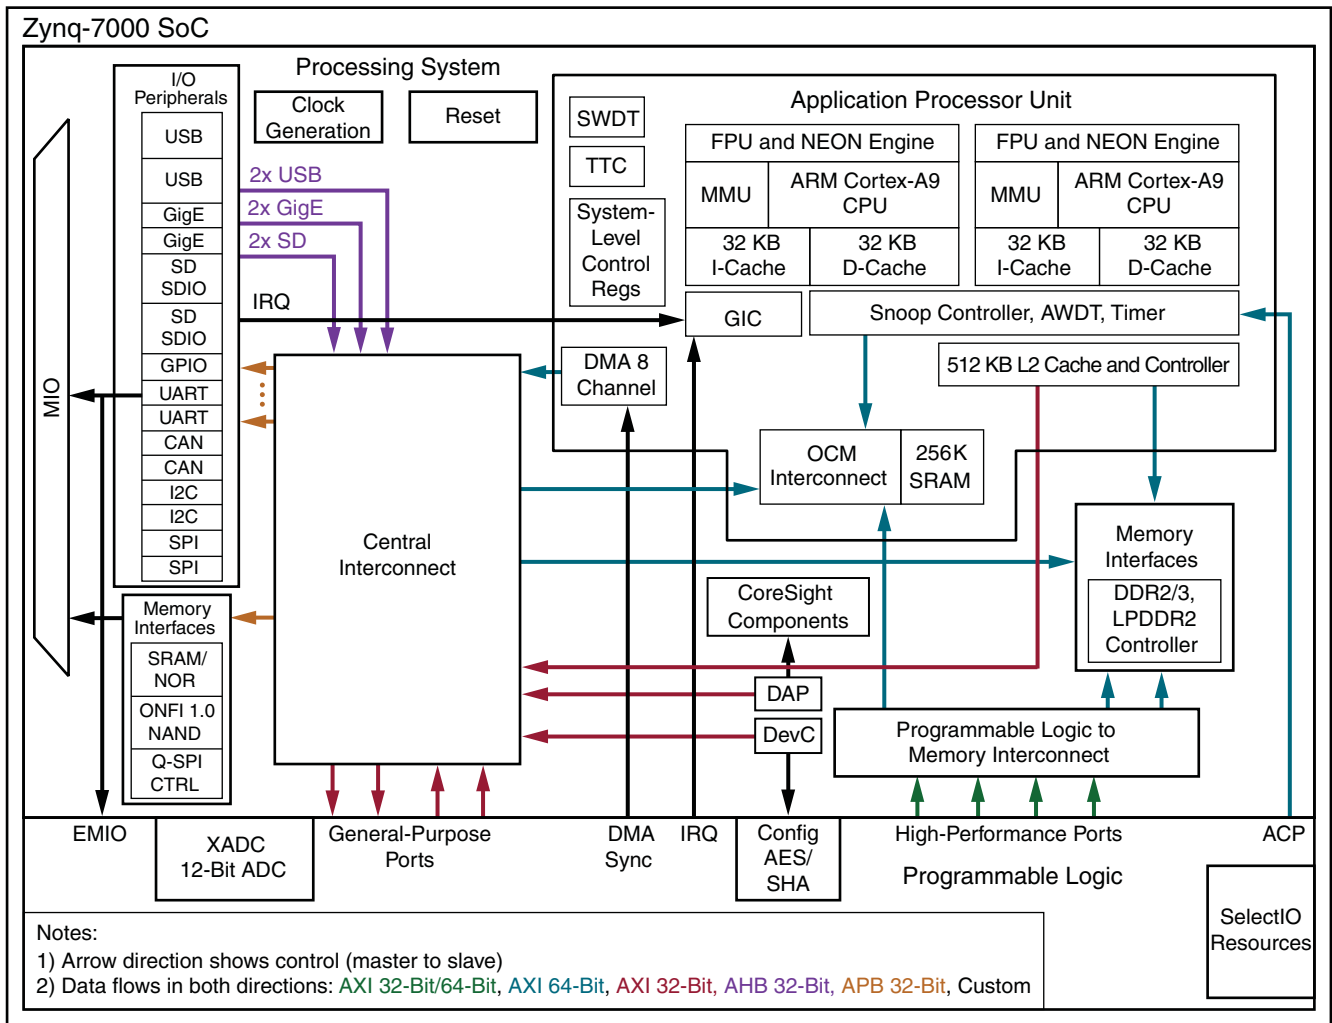 Zynq-7000 SoC
Processing System
I/O
Peripherals
USB
USB
GigE
GigE
SD
SDIO
SD
SDIO
GPIO
UART
UART
CAN
CAN
I2C
I2C
SPI
SPI
MIO
Memory
Interfaces
SRAM/
NOR
ONFI 1.0
NAND
Q-SPI
CTRL
Clock
Generation
Reset
2x USB
2x GigE
2x SD
IRQ
Central
Interconnect
Application Processor Unit
SWDT
TTC
System-
Level
Control
Regs
FPU and NEON Engine
MMU
ARM Cortex-A9
CPU
32 KB
I-Cache
32 KB
D-Cache
FPU and NEON Engine
MMU
ARM Cortex-A9
CPU
32 KB
I-Cache
32 KB
D-Cache
GIC
Snoop Controller, AWDT, Timer
DMA 8
Channel
512 KB L2 Cache and Controller
OCM
Interconnect
256K
SRAM
Memory
Interfaces
DDR2/3,
LPDDR2
Controller
CoreSight
Components
DAP
DevC
Programmable Logic to
Memory Interconnect
EMIO
XADC
12-Bit ADC
General-Purpose
Ports
DMA
Sync
IRQ
Config
AES/
SHA
High-Performance Ports
ACP
Programmable Logic
SelectIO
Resources
Notes:
1) Arrow direction shows control (master to slave)
2) Data flows in both directions: AXI 32-Bit/64-Bit, AXI 64-Bit, AXI 32-Bit, AHB 32-Bit, APB 32-Bit, Custom